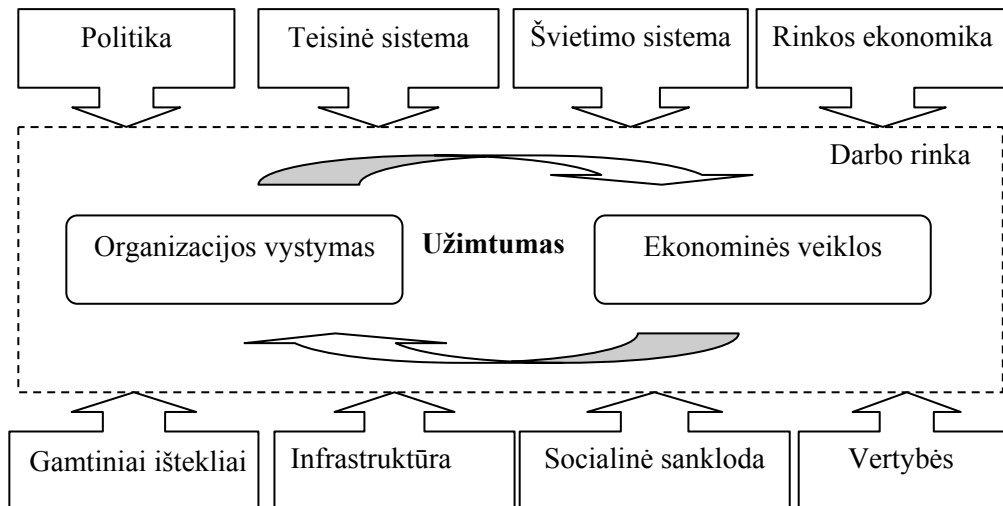 Politika
Teisinė sistema
Švietimo sistema
Rinkos ekonomika
Darbo rinka
Organizacijos vystymas
Užimtumas
Ekonominės veiklos
Gamtiniai ištekliai
Infrastruktūra
Socialinė sankloda
Vertybės